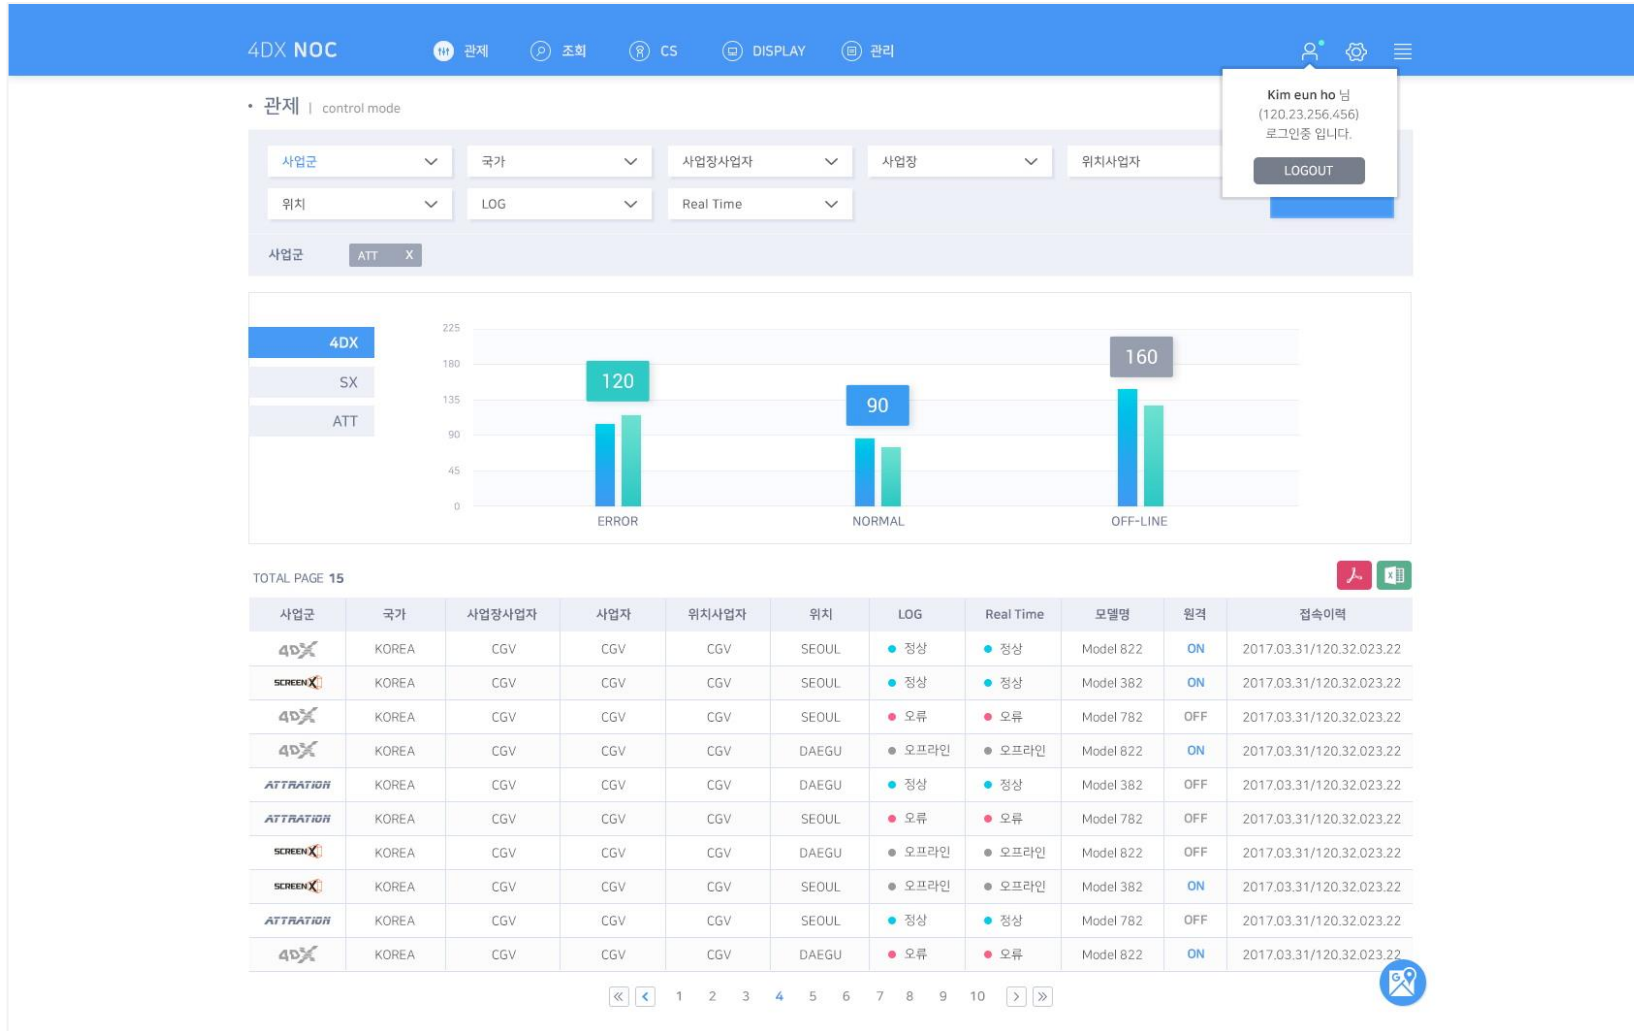 4DX NOC 관제 조회 CS DISPLAY 관리
Kim eun ho 님
(120.23.256.456)
로그인중 입니다.
LOGOUT
• 관제 | control mode
사업군 국가 사업장사업자 사업장 위치사업자
위치 LOG Real Time
사업군 ATT X
4DX
SX
ATT
225
180
135
90
45
0
120
90
160
ERROR NORMAL OFF-LINE
TOTAL PAGE 15
사업군 국가 사업장사업자 사업자 위치사업자 위치 LOG Real Time 모델명 원격 접속이력
4DX KOREA CGV CGV CGV SEOUL 정상 정상 Model 822 ON 2017.03.31/120.32.023.22
SCREENX KOREA CGV CGV CGV SEOUL 정상 정상 Model 382 ON 2017.03.31/120.32.023.22
4DX KOREA CGV CGV CGV SEOUL 오류 오류 Model 782 OFF 2017.03.31/120.32.023.22
4DX KOREA CGV CGV CGV DAEGU 오프라인 오프라인 Model 822 ON 2017.03.31/120.32.023.22
ATTRATION KOREA CGV CGV CGV DAEGU 정상 정상 Model 382 OFF 2017.03.31/120.32.023.22
ATTRATION KOREA CGV CGV CGV SEOUL 오류 오류 Model 782 OFF 2017.03.31/120.32.023.22
SCREENX KOREA CGV CGV CGV DAEGU 오프라인 오프라인 Model 822 OFF 2017.03.31/120.32.023.22
SCREENX KOREA CGV CGV CGV SEOUL 오프라인 오프라인 Model 382 ON 2017.03.31/120.32.023.22
ATTRATION KOREA CGV CGV CGV SEOUL 정상 정상 Model 782 OFF 2017.03.31/120.32.023.22
4DX KOREA CGV CGV CGV DAEGU 오류 오류 Model 822 ON 2017.03.31/120.32.023.22
« < 1 2 3 4 5 6 7 8 9 10 > »